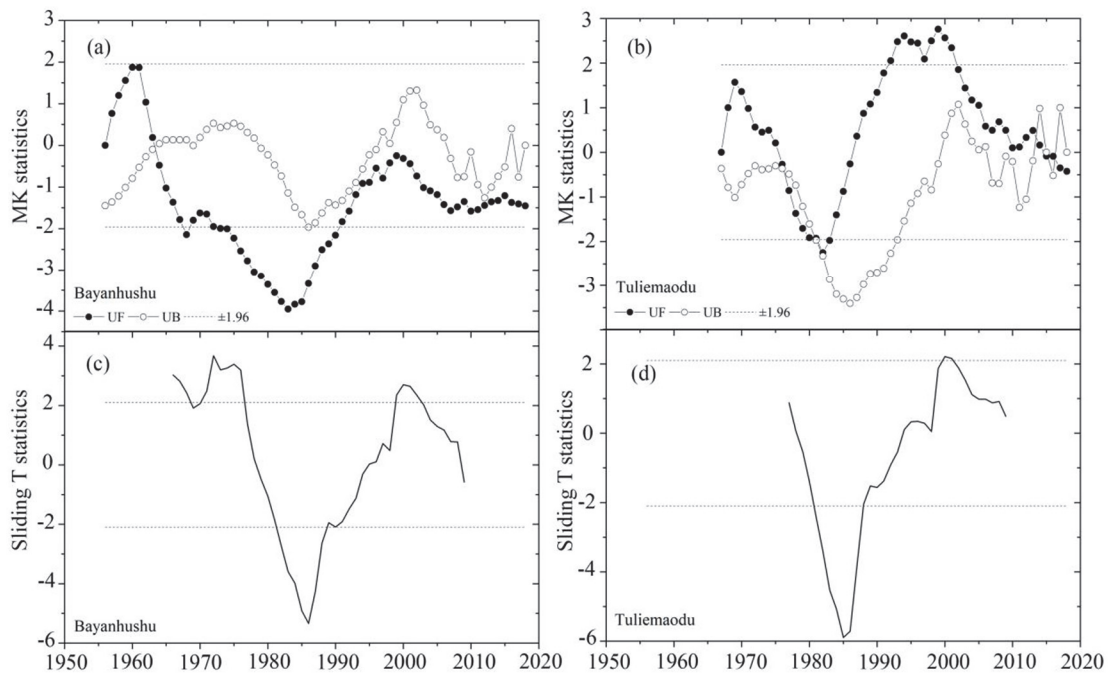 (a)
MK statistics
3
2
1
0
-1
-2
-3
-4
Bayanhushu
UF UB ±1.96
(b)
MK statistics
3
2
1
0
-1
-2
-3
Tuliemaodu
UF UB ±1.96
(c)
Sliding T statistics
4
2
0
-2
-4
-6
Bayanhushu
1950 1960 1970 1980 1990 2000 2010 2020
(d)
Sliding T statistics
2
0
-2
-4
-6
Tuliemaodu
1950 1960 1970 1980 1990 2000 2010 2020